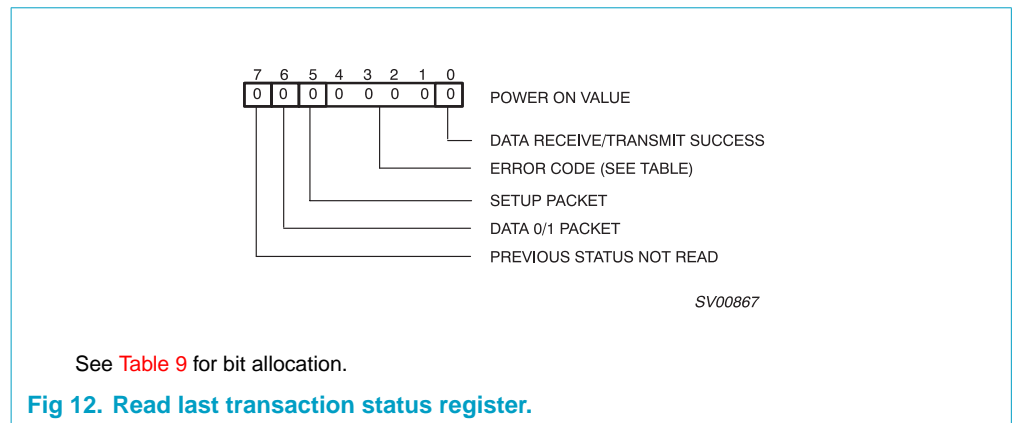 7 6 5 4 3 2 1 0
0 0 0 0 0 0 0 0 POWER ON VALUE
DATA RECEIVE/TRANSMIT SUCCESS
ERROR CODE (SEE TABLE)
SETUP PACKET
DATA 0/1 PACKET
PREVIOUS STATUS NOT READ
SV00867
See Table 9 for bit allocation.
Fig 12. Read last transaction status register.